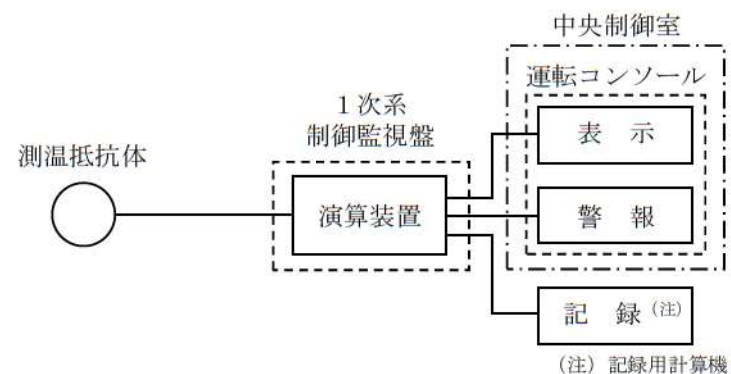 中央制御室
運転コンソール
1次系
制御監視盤
表 示
測温抵抗体
演算装置
警 報
記 録 (注)
(注) 記録用計算機